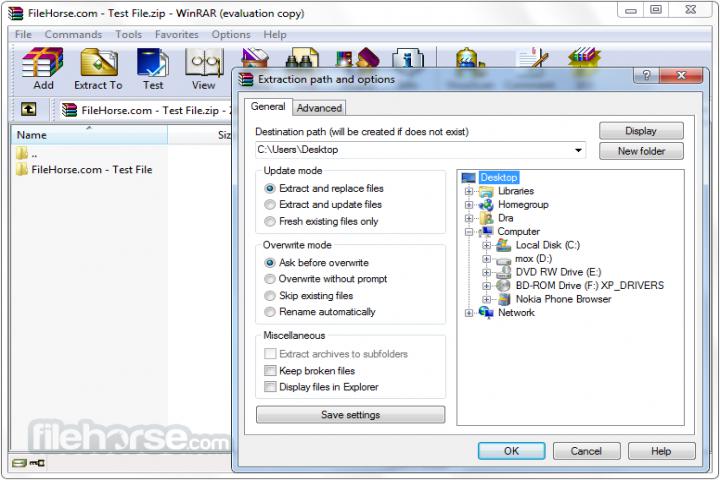 FileHorse.com - Test File.zip - WinRAR (evaluation copy)
File Commands Tools Favorites Options Help
Add Extract To Test View
FileHorse.com - Test File.zip - Z
Name Size
..
FileHorse.com - Test File
Extraction path and options
General Advanced
Destination path (will be created if does not exist)
C:\Users\Desktop
Display
New folder
Update mode
Extract and replace files
Extract and update files
Fresh existing files only
Overwrite mode
Ask before overwrite
Overwrite without prompt
Skip existing files
Rename automatically
Miscellaneous
Extract archives to subfolders
Keep broken files
Display files in Explorer
Save settings
Desktop
Libraries
Homegroup
Dra
Computer
Local Disk (C:)
mox (D:)
DVD RW Drive (E:)
BD-ROM Drive (F:) XP_DRIVERS
Nokia Phone Browser
Network
OK Cancel Help
filehorse.com